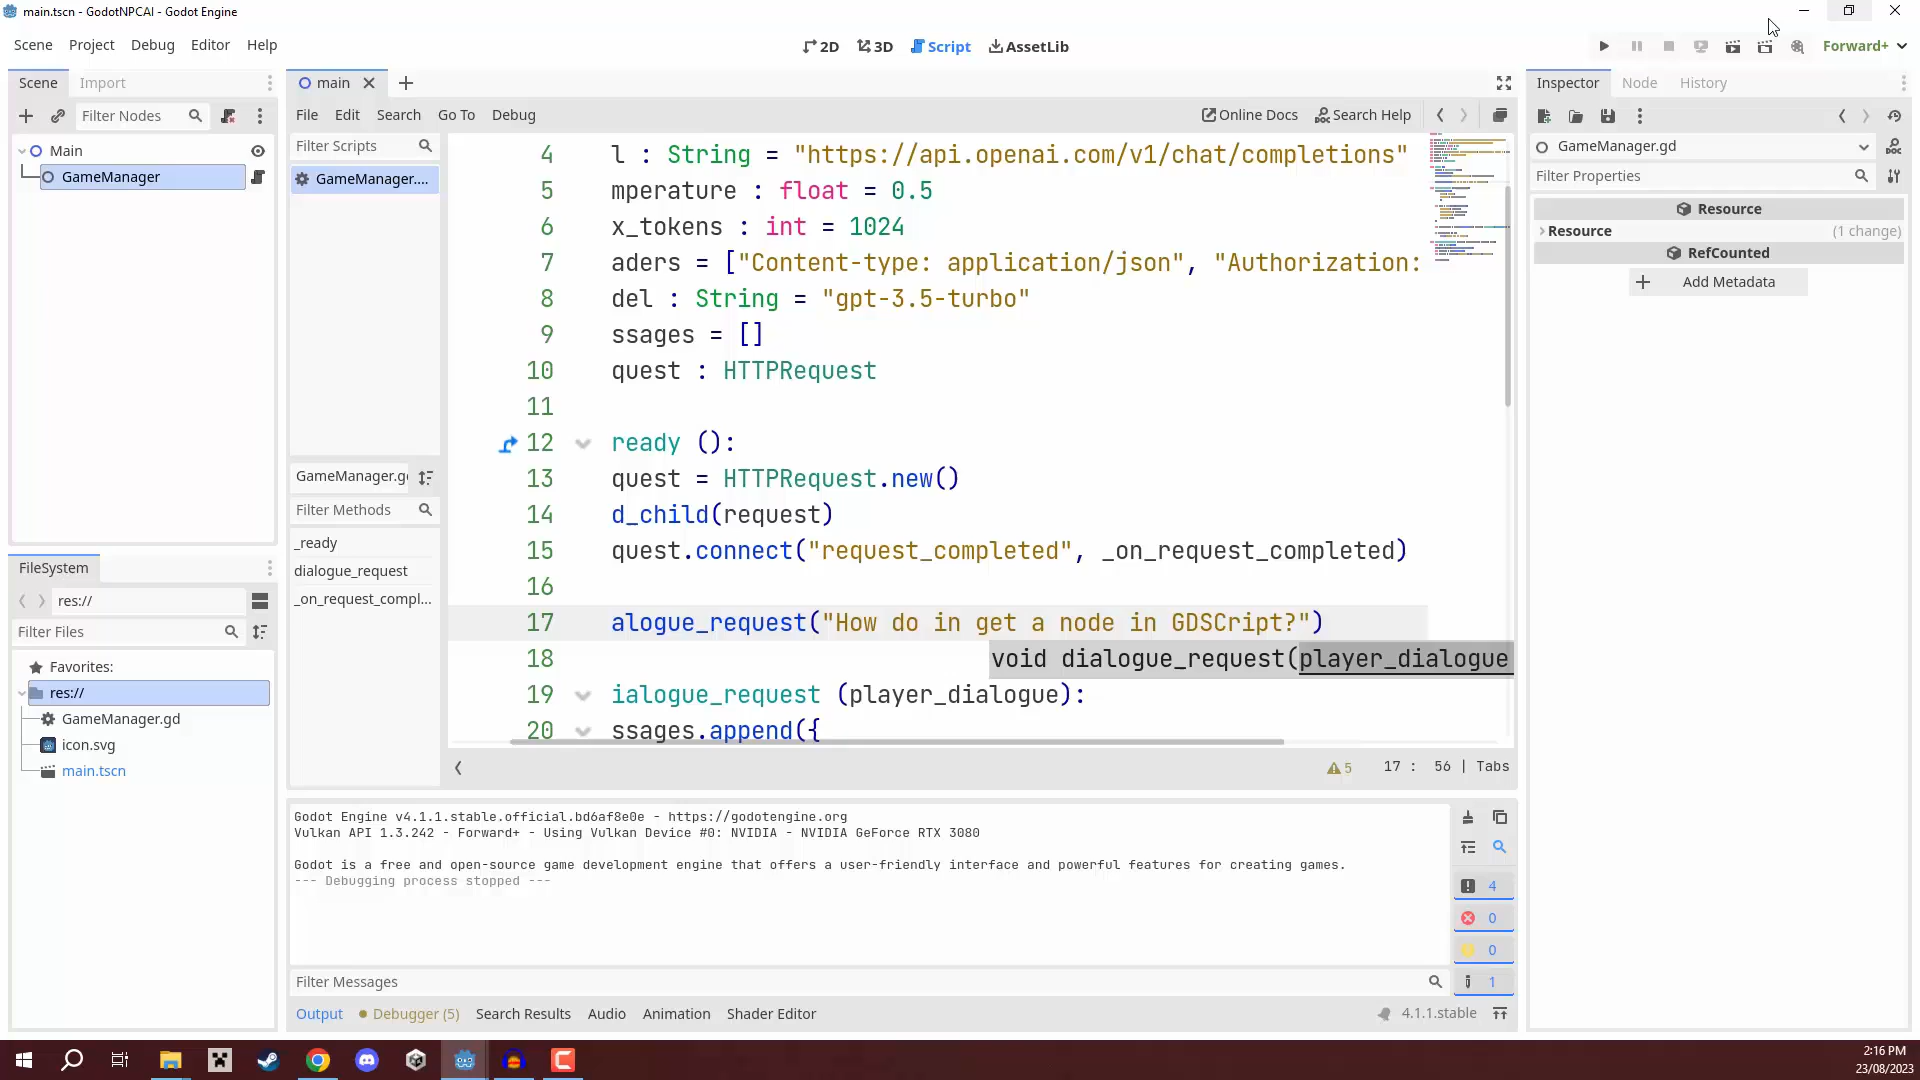 main.tscn - GodotNPCAI - Godot Engine
Scene Project Debug Editor Help
2D 3D Script AssetLib
Forward+
Scene Import
main
Inspector Node History
Filter Nodes
File Edit Search Go To Debug
Online Docs Search Help
Main
GameManager
Filter Scripts
GameManager....
GameManager.gd
Filter Properties
Resource
Resource (1 change)
RefCounted
Add Metadata
4 l : String = "https://api.openai.com/v1/chat/completions"
5 mperature : float = 0.5
6 x_tokens : int = 1024
7 aders = ["Content-type: application/json", "Authorization:
8 del : String = "gpt-3.5-turbo"
9 ssages = []
10 quest : HTTPRequest
11
12 ready ():
13 quest = HTTPRequest.new()
14 d_child(request)
15 quest.connect("request_completed", _on_request_completed)
16
17 alogue_request("How do in get a node in GDSCript?")
18 void dialogue_request(player_dialogue
19 ialogue_request (player_dialogue):
20 ssages.append({
GameManager.g
Filter Methods
_ready
dialogue_request
_on_request_compl...
5 17 : 56 | Tabs
FileSystem
res://
Filter Files
Favorites:
res://
GameManager.gd
icon.svg
main.tscn
Godot Engine v4.1.1.stable.official.bd6af8e0e - https://godotengine.org
Vulkan API 1.3.242 - Forward+ - Using Vulkan Device #0: NVIDIA - NVIDIA GeForce RTX 3080
Godot is a free and open-source game development engine that offers a user-friendly interface and powerful features for creating games.
--- Debugging process stopped ---
4
0
0
1
Filter Messages
Output Debugger (5) Search Results Audio Animation Shader Editor
4.1.1.stable
2:16 PM
23/08/2023